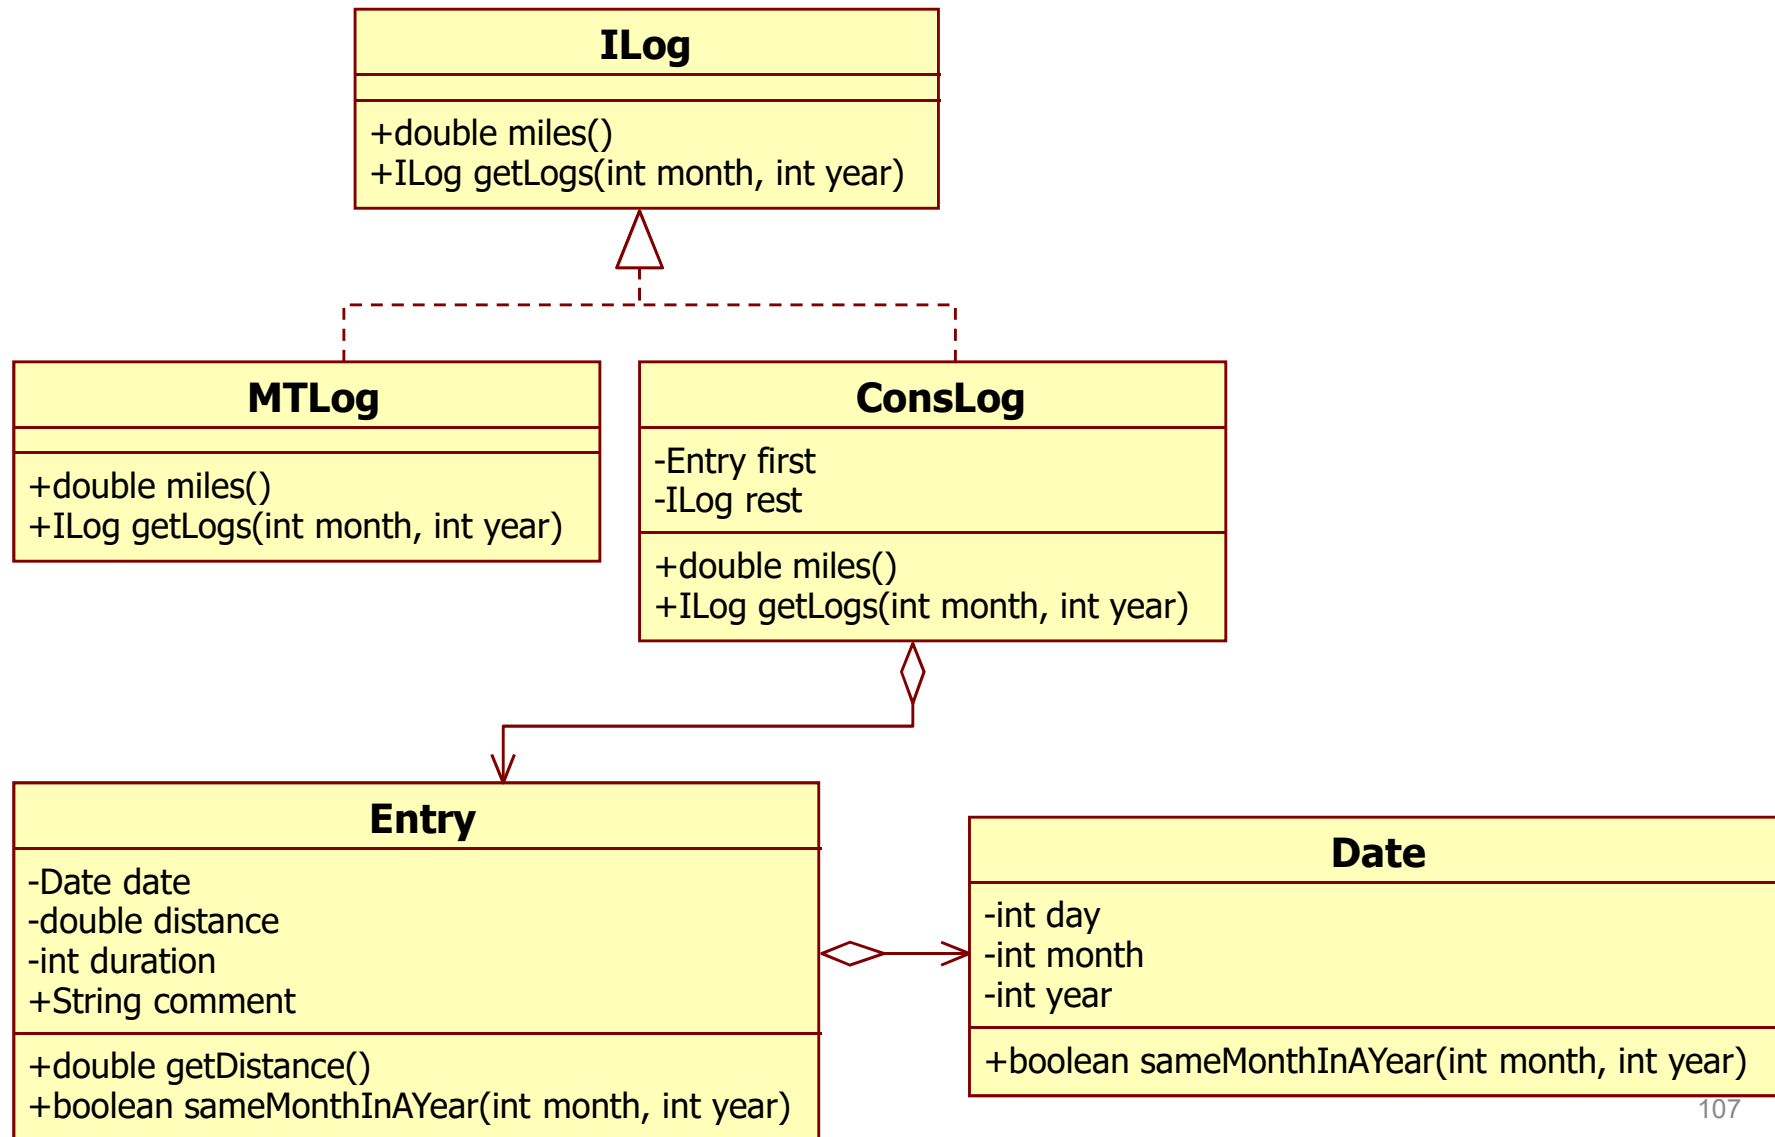 ILog
+double miles()
+ILog getLogs(int month, int year)
MTLog
+double miles()
+ILog getLogs(int month, int year)
ConsLog
-Entry first
-ILog rest
+double miles()
+ILog getLogs(int month, int year)
Entry
-Date date
-double distance
-int duration
+String comment
+double getDistance()
+boolean sameMonthInAYear(int month, int year)
Date
-int day
-int month
-int year
+boolean sameMonthInAYear(int month, int year)
107